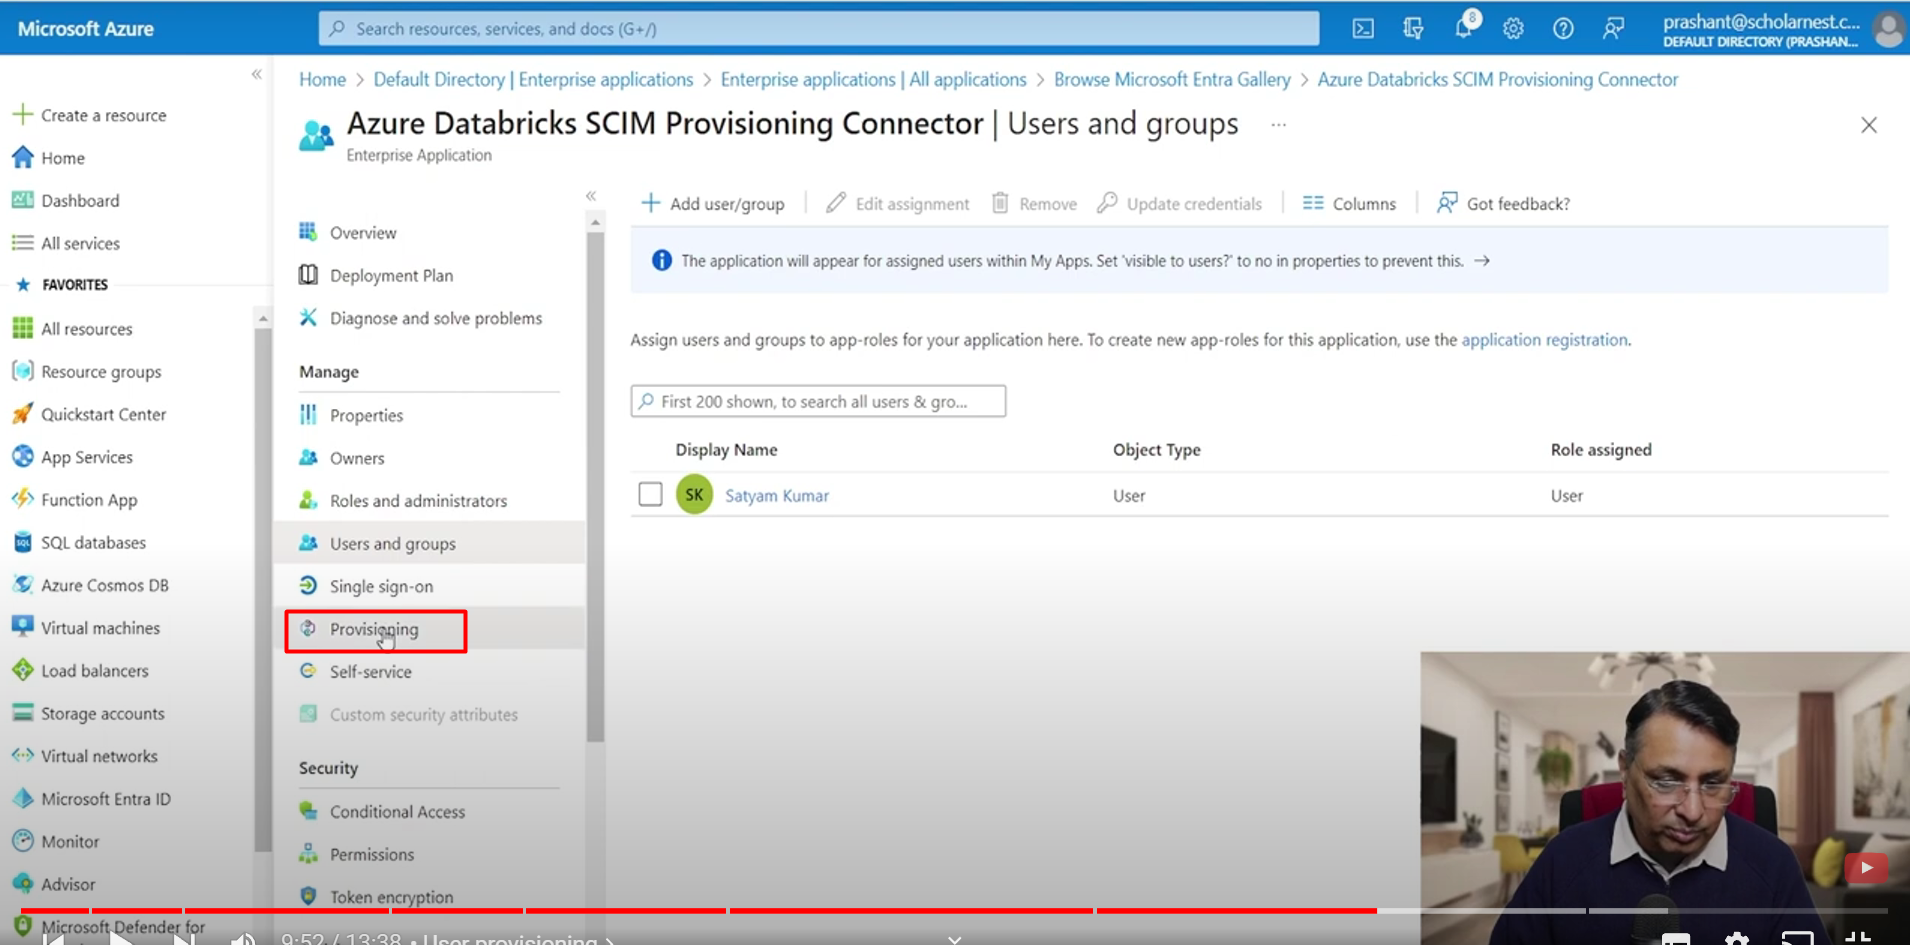 Microsoft Azure
Search resources, services, and docs (G+/)
8
prashant@scholarnest.c...
DEFAULT DIRECTORY (PRASHAN...
Home > Default Directory | Enterprise applications > Enterprise applications | All applications > Browse Microsoft Entra Gallery > Azure Databricks SCIM Provisioning Connector
Azure Databricks SCIM Provisioning Connector | Users and groups ...
Enterprise Application
Create a resource
Home
Dashboard
All services
FAVORITES
All resources
Resource groups
Quickstart Center
App Services
Function App
SQL databases
Azure Cosmos DB
Virtual machines
Load balancers
Storage accounts
Virtual networks
Microsoft Entra ID
Monitor
Advisor
Microsoft Defender for
Overview
Deployment Plan
Diagnose and solve problems
Manage
Properties
Owners
Roles and administrators
Users and groups
Single sign-on
Provisioning
Self-service
Custom security attributes
Security
Conditional Access
Permissions
Token encryption
Add user/group
Edit assignment
Remove
Update credentials
Columns
Got feedback?
The application will appear for assigned users within My Apps. Set 'visible to users?' to no in properties to prevent this. →
Assign users and groups to app-roles for your application here. To create new app-roles for this application, use the application registration.
First 200 shown, to search all users & gro...
Display Name Object Type Role assigned
SK Satyam Kumar User User
9:52 / 13:38 • User provisioning >